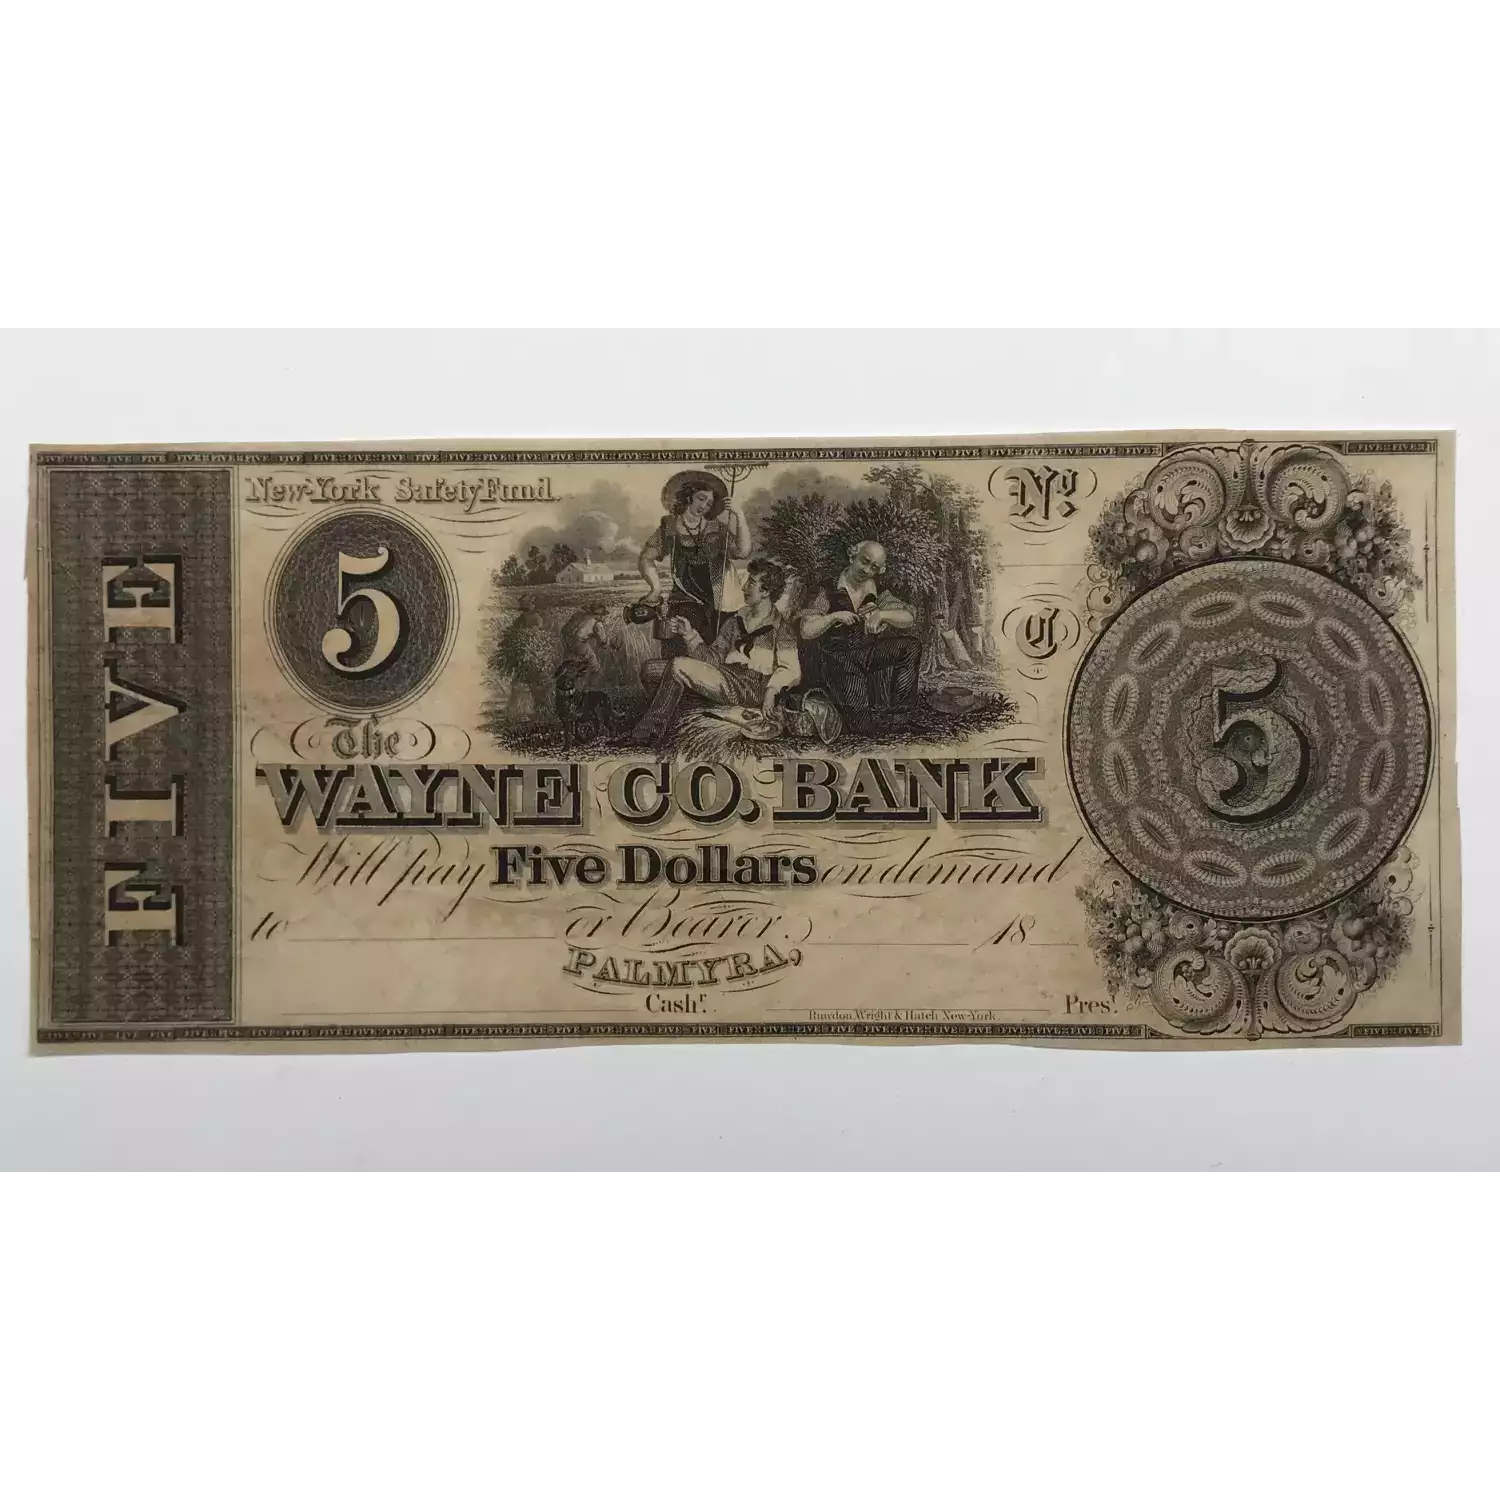 FIVE
New-York Safety Fund.
Nº
5
C
5
The
WAYNE CO. BANK
Will pay Five Dollars on demand
to or Bearer. 18
PALMYRA,
Cashr. Presᵗ
Rawdon, Wright & Hatch New-York.